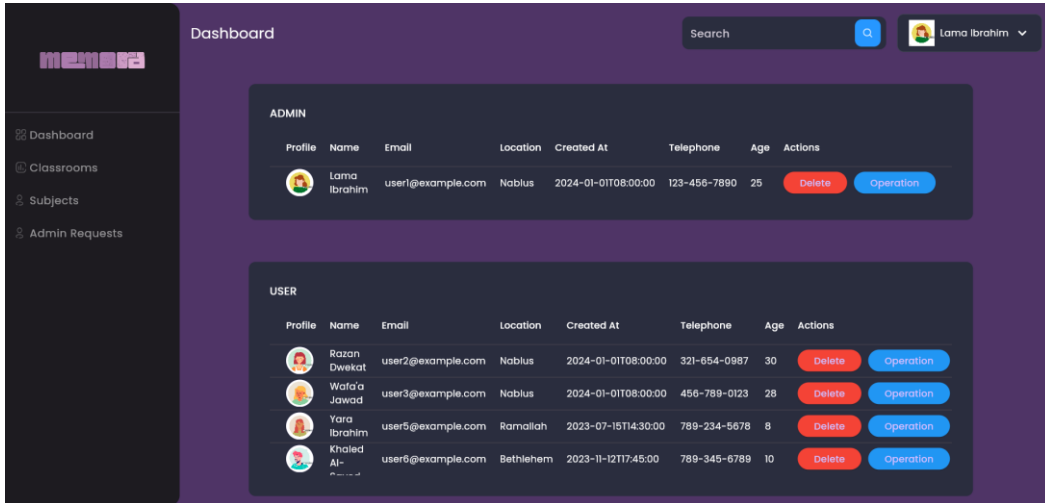 memora
Dashboard
Search
Lama Ibrahim
Dashboard
Classrooms
Subjects
Admin Requests
ADMIN
Profile Name Email Location Created At Telephone Age Actions
Lama Ibrahim user1@example.com Nablus 2024-01-01T08:00:00 123-456-7890 25 Delete Operation
USER
Profile Name Email Location Created At Telephone Age Actions
Razan Dwekat user2@example.com Nablus 2024-01-01T08:00:00 321-654-0987 30 Delete Operation
Wafa'a Jawad user3@example.com Nablus 2024-01-01T08:00:00 456-789-0123 28 Delete Operation
Yara Ibrahim user5@example.com Ramallah 2023-07-15T14:30:00 789-234-5678 8 Delete Operation
Khaled Al- user6@example.com Bethlehem 2023-11-12T17:45:00 789-345-6789 10 Delete Operation